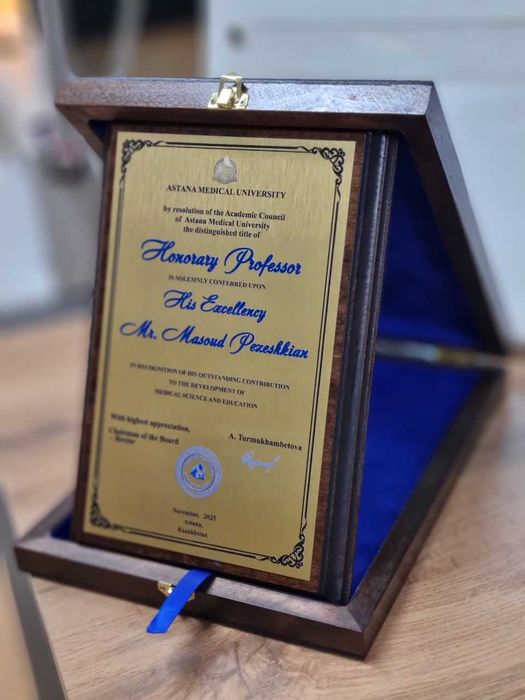 ASTANA MEDICAL UNIVERSITY
by resolution of the Academic Council
of Astana Medical University
the distinguished title of
Honorary Professor
IS SOLEMNLY CONFERRED UPON
His Excellency
Mr. Masoud Pezeshkian
IN RECOGNITION OF HIS OUTSTANDING CONTRIBUTION
TO THE DEVELOPMENT OF
MEDICAL SCIENCE AND EDUCATION
With highest appreciation,
Chairman of the Board
- Rector
A. Turmukhambetova
November, 2025
Astana,
Kazakhstan